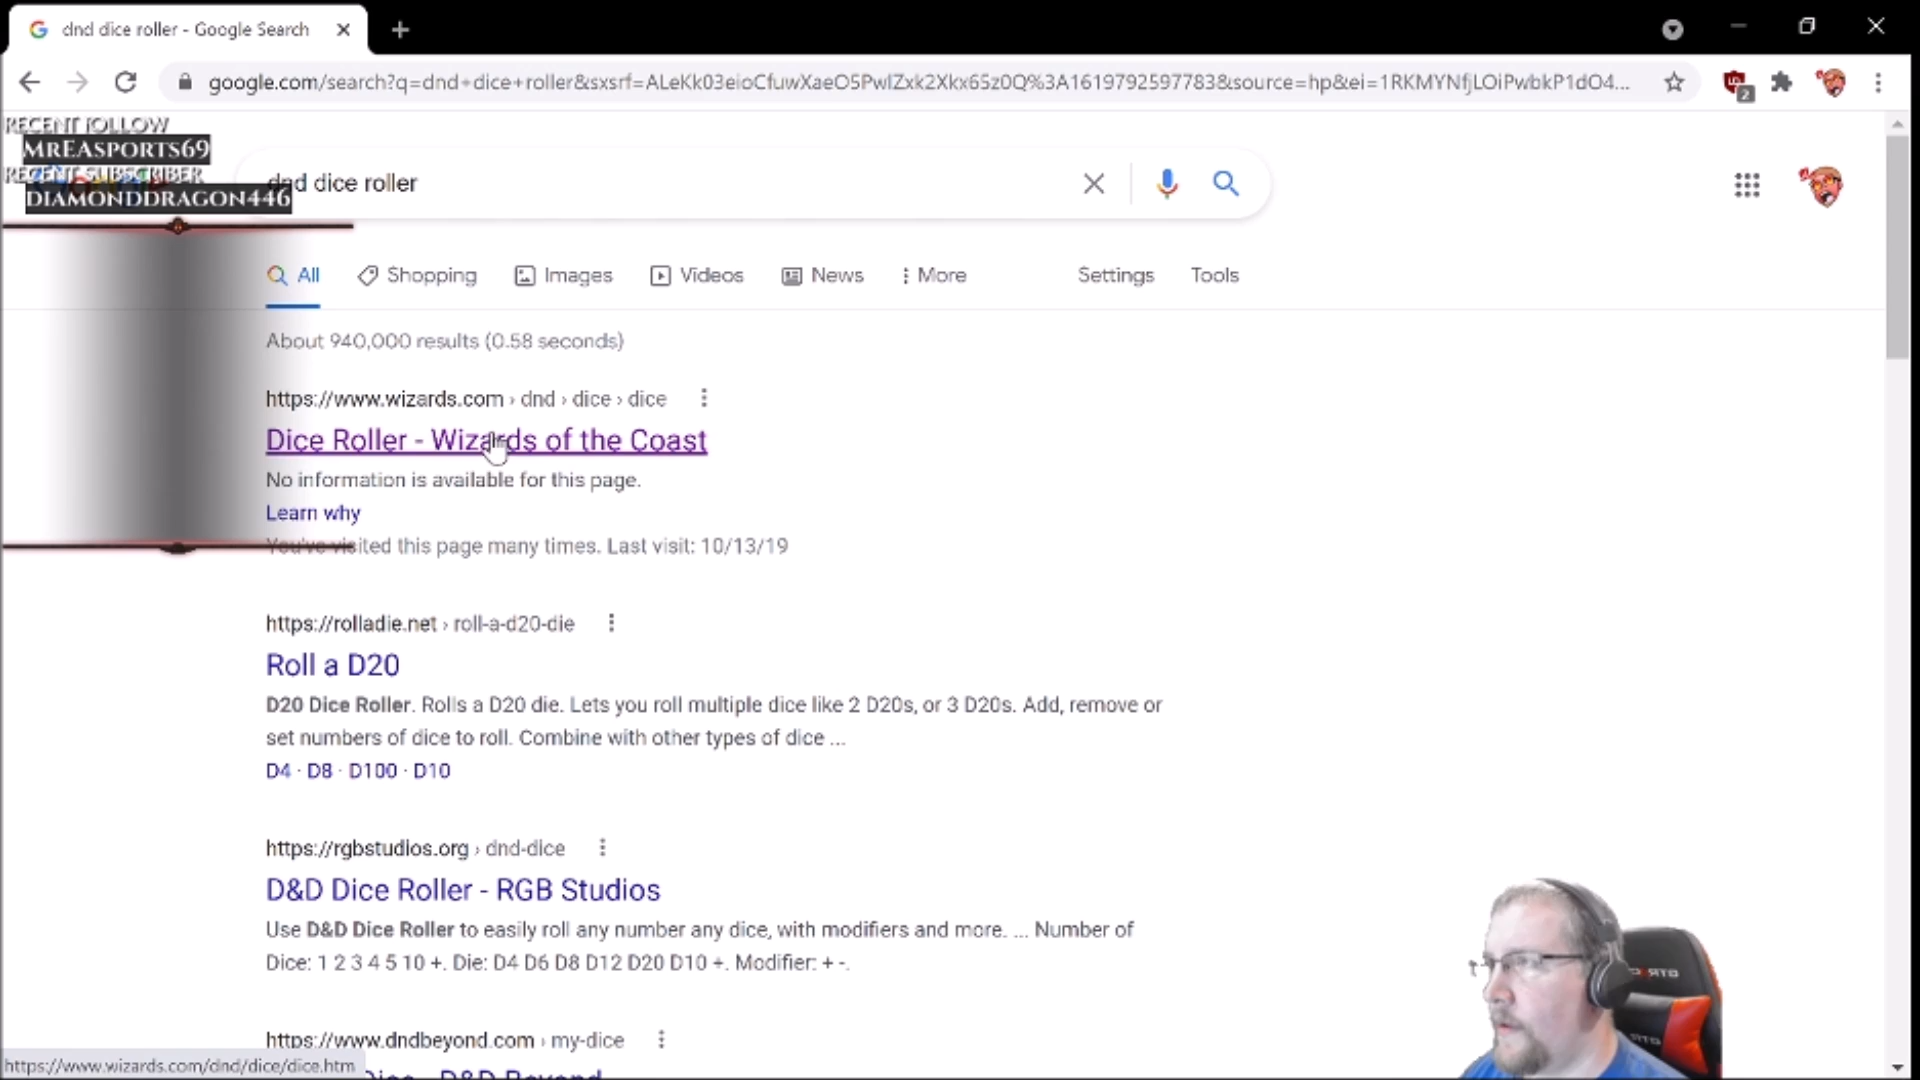 dnd dice roller - Google Search
google.com/search?q=dnd+dice+roller&sxsrf=ALeKk03eioCfuwXaeO5PwlZxk2Xkx65z0Q%3A1619792597783&source=hp&ei=1RKMYNfjLOiPwbkP1dO4...
2
RECENT FOLLOW
MREASPORTS69
RECENT SUBSCRIBER
DIAMONDDRAGON446
dnd dice roller
All Shopping Images Videos News More Settings Tools
About 940,000 results (0.58 seconds)
https://www.wizards.com › dnd › dice › dice
Dice Roller - Wizards of the Coast
No information is available for this page.
Learn why
You've visited this page many times. Last visit: 10/13/19
https://rolladie.net › roll-a-d20-die
Roll a D20
D20 Dice Roller. Rolls a D20 die. Lets you roll multiple dice like 2 D20s, or 3 D20s. Add, remove or
set numbers of dice to roll. Combine with other types of dice ...
D4 · D8 · D100 · D10
https://rgbstudios.org › dnd-dice
D&D Dice Roller - RGB Studios
Use D&D Dice Roller to easily roll any number any dice, with modifiers and more. ... Number of
Dice: 1 2 3 4 5 10 +. Die: D4 D6 D8 D12 D20 D10 +. Modifier: + -.
https://www.dndbeyond.com › my-dice
Dice - D&D Beyond
https://www.wizards.com/dnd/dice/dice.htm